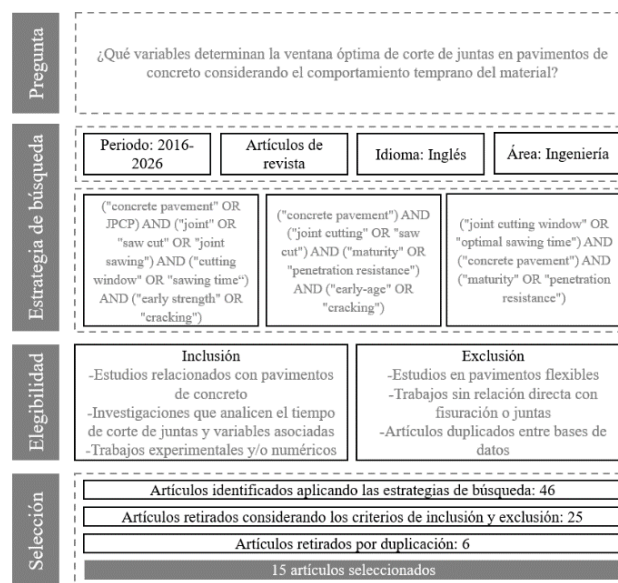 Pregunta
¿Qué variables determinan la ventana óptima de corte de juntas en pavimentos de
concreto considerando el comportamiento temprano del material?
Estrategia de búsqueda
Periodo: 2016-
2026
Artículos de
revista
Idioma: Inglés
Área: Ingeniería
("concrete pavement" OR
JPCP) AND ("joint" OR
"saw cut" OR "joint
sawing") AND ("cutting
window" OR "sawing time“)
AND ("early strength" OR
"cracking")
("concrete pavement") AND
("joint cutting" OR "saw
cut") AND ("maturity" OR
"penetration resistance")
AND ("early-age" OR
"cracking")
("joint cutting window" OR
"optimal sawing time") AND
("concrete pavement") AND
("maturity" OR "penetration
resistance")
Elegibilidad
Inclusión
-Estudios relacionados con pavimentos
de concreto
-Investigaciones que analicen el tiempo
de corte de juntas y variables asociadas
-Trabajos experimentales y/o numéricos
Exclusión
-Estudios en pavimentos flexibles
-Trabajos sin relación directa con
fisuración o juntas
-Artículos duplicados entre bases de
datos
Selección
Artículos identificados aplicando las estrategias de búsqueda: 46
Artículos retirados considerando los criterios de inclusión y exclusión: 25
Artículos retirados por duplicación: 6
15 artículos seleccionados